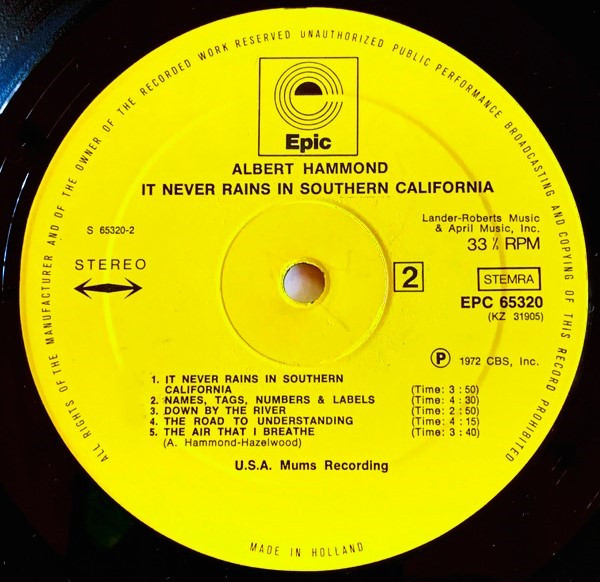 ALL RIGHTS OF THE MANUFACTURER AND OF THE OWNER OF THE RECORDED WORK RESERVED UNAUTHORIZED PUBLIC PERFORMANCE BROADCASTING AND COPYING OF THIS RECORD PROHIBITED
Epic
ALBERT HAMMOND
IT NEVER RAINS IN SOUTHERN CALIFORNIA
Lander-Roberts Music
& April Music, Inc.
S 65320-2
33 ⅓ RPM
STEREO
2
STEMRA
EPC 65320
(KZ 31905)
Ⓟ 1972 CBS, Inc.
1. IT NEVER RAINS IN SOUTHERN
CALIFORNIA (Time: 3 : 50)
2. NAMES, TAGS, NUMBERS & LABELS (Time: 4 : 30)
3. DOWN BY THE RIVER (Time: 2 : 50)
4. THE ROAD TO UNDERSTANDING (Time: 4 : 15)
5. THE AIR THAT I BREATHE (Time: 3 : 40)
(A. Hammond-Hazelwood)
U.S.A. Mums Recording
MADE IN HOLLAND